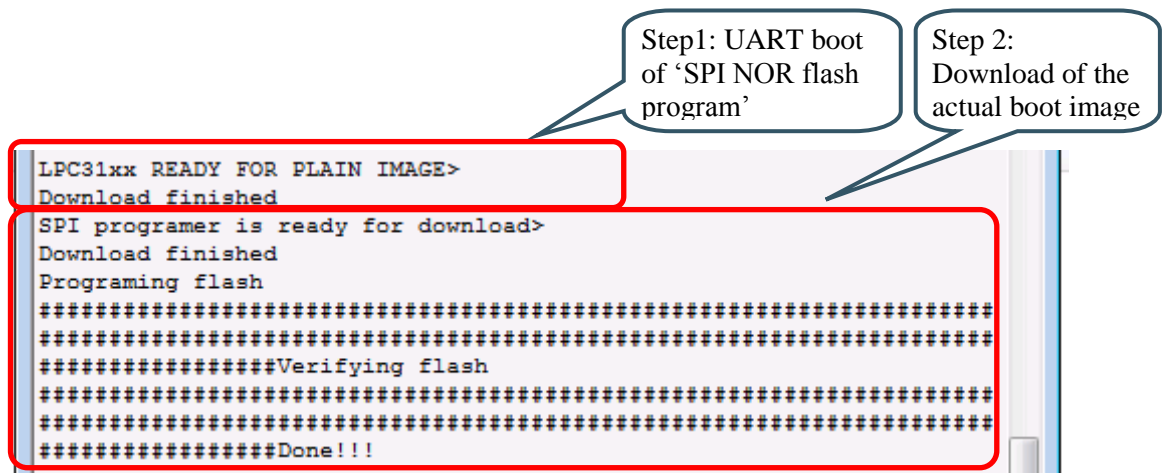 Step1: UART boot
of ‘SPI NOR flash
program’
Step 2:
Download of the
actual boot image
LPC31xx READY FOR PLAIN IMAGE>
Download finished
SPI programer is ready for download>
Download finished
Programing flash
####################################################################
####################################################################
#################Verifying flash
####################################################################
####################################################################
#################Done!!!